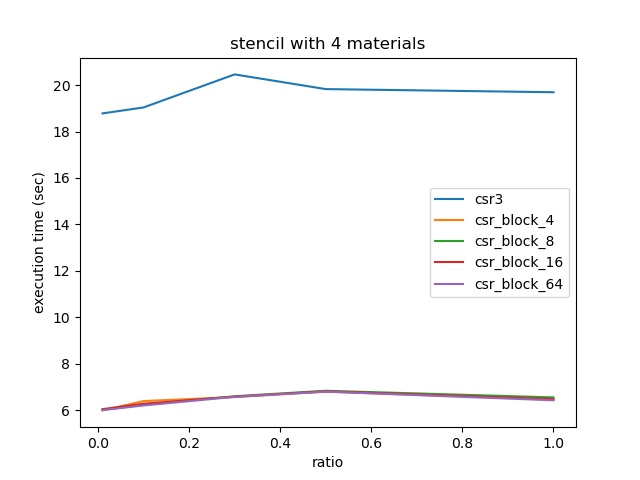 stencil with 4 materials
execution time (sec)
20
18
16
14
12
10
8
6
csr3
csr_block_4
csr_block_8
csr_block_16
csr_block_64
0.0 0.2 0.4 0.6 0.8 1.0
ratio